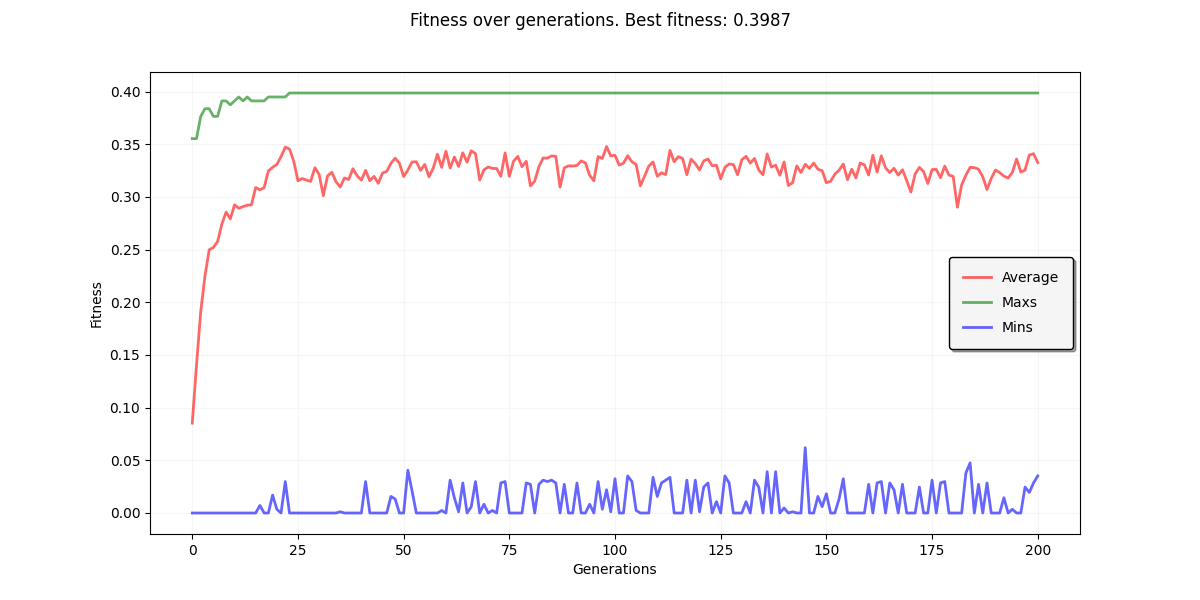 Fitness over generations. Best fitness: 0.3987
0.40
0.35
0.30
0.25
0.20
0.15
0.10
0.05
0.00
Fitness
Average
Maxs
Mins
0 25 50 75 100 125 150 175 200
Generations